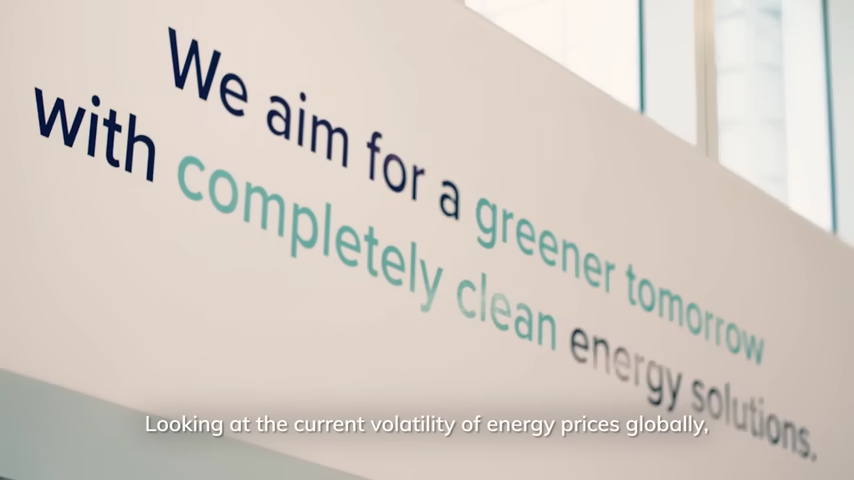 We aim for a greener tomorrow
with completely clean energy solutions.
Looking at the current volatility of energy prices globally,